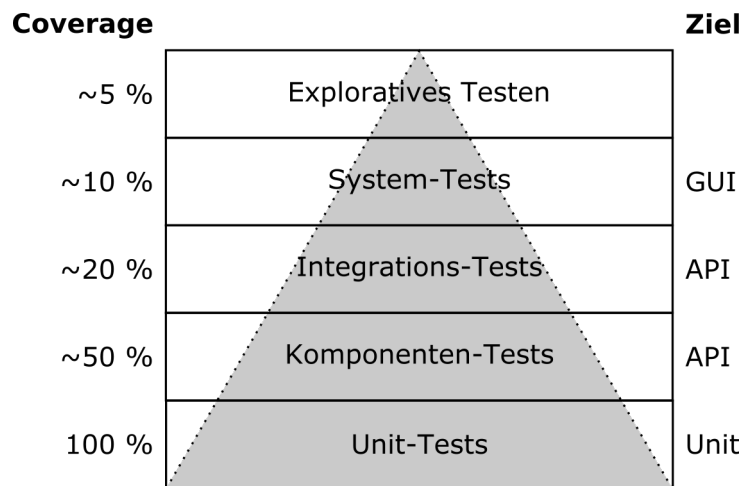 Coverage Ziel
~5 % Exploratives Testen
~10 % System-Tests GUI
~20 % Integrations-Tests API
~50 % Komponenten-Tests API
100 % Unit-Tests Unit